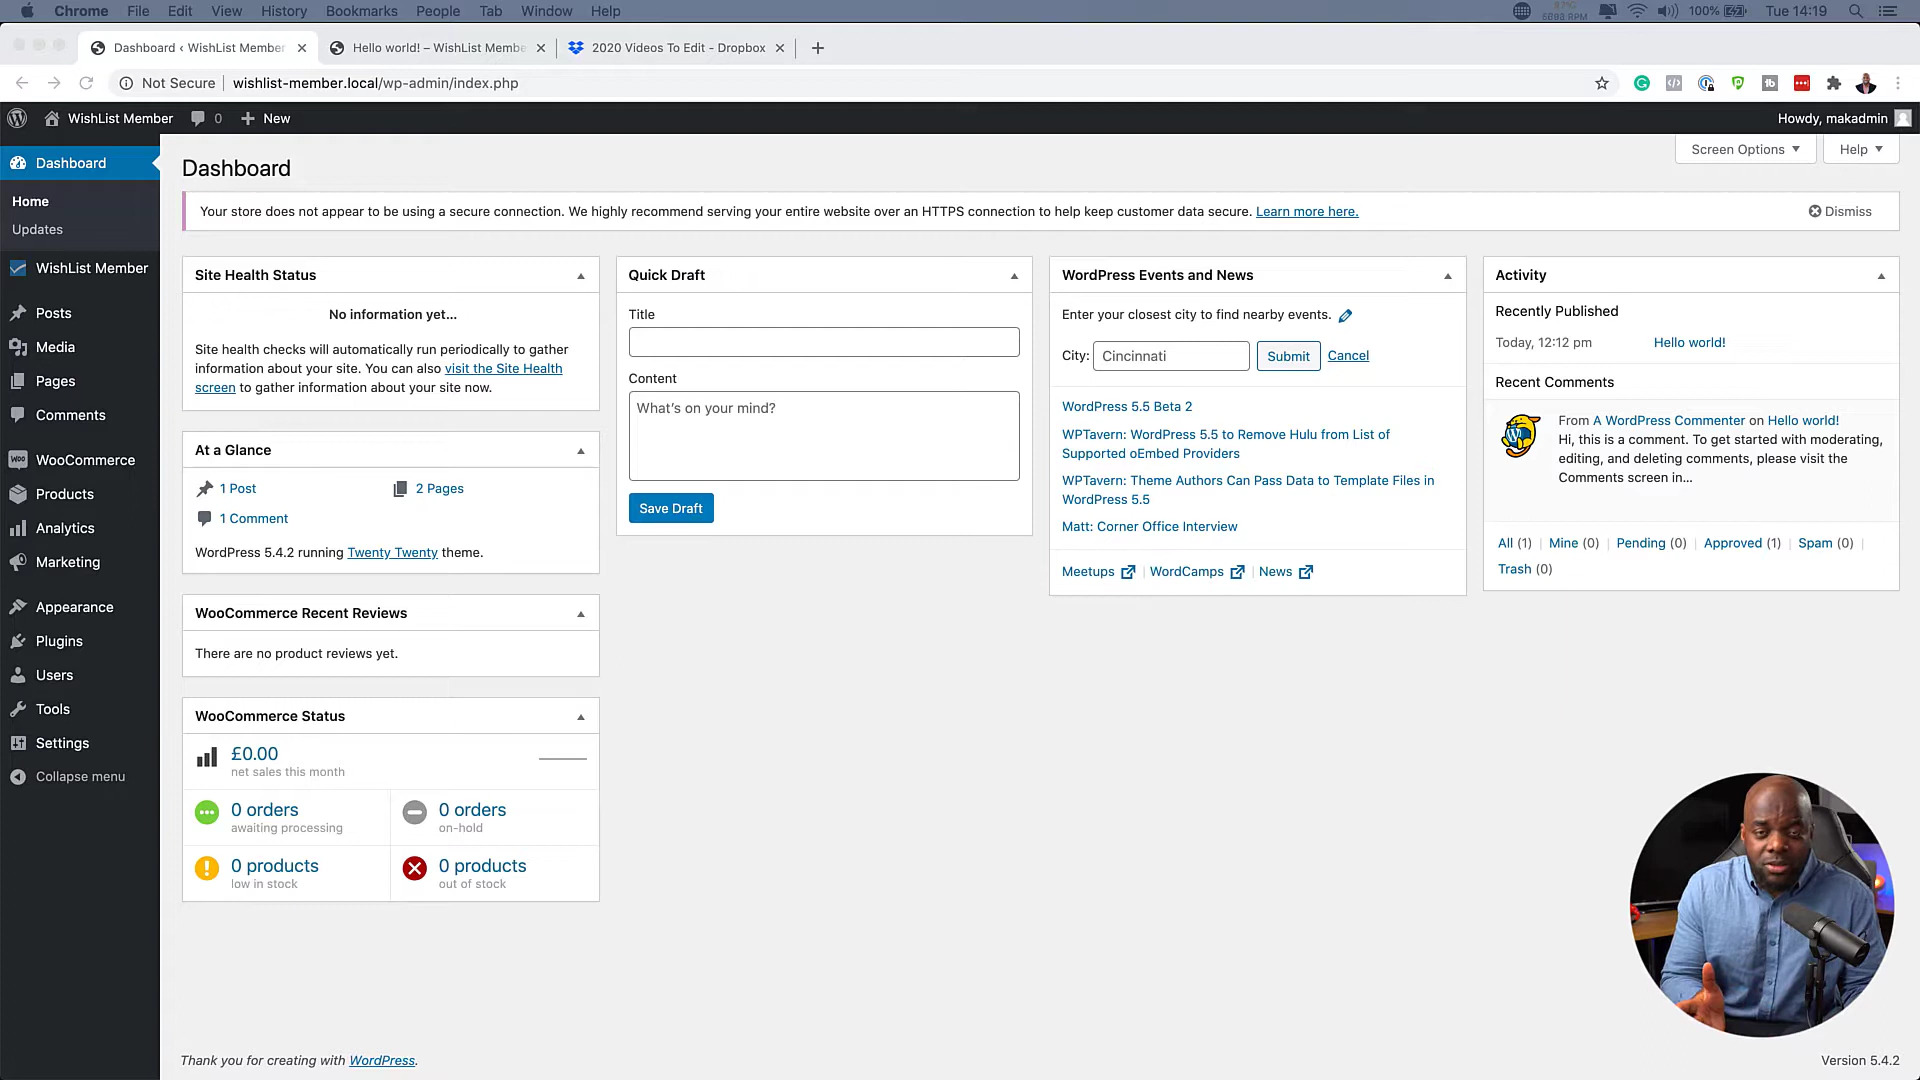 Chrome File Edit View History Bookmarks People Tab Window Help
100% Tue 14:19
Dashboard ‹ WishList Member
Hello world! – WishList Membe
2020 Videos To Edit - Dropbox
Not Secure wishlist-member.local/wp-admin/index.php
WishList Member 0 New
Howdy, makadmin
Dashboard
Home
Updates
WishList Member
Posts
Media
Pages
Comments
WooCommerce
Products
Analytics
Marketing
Appearance
Plugins
Users
Tools
Settings
Collapse menu
Screen Options
Help
Dashboard
Your store does not appear to be using a secure connection. We highly recommend serving your entire website over an HTTPS connection to help keep customer data secure. Learn more here.
Dismiss
Site Health Status
No information yet...
Site health checks will automatically run periodically to gather
information about your site. You can also visit the Site Health
screen to gather information about your site now.
At a Glance
1 Post
2 Pages
1 Comment
WordPress 5.4.2 running Twenty Twenty theme.
WooCommerce Recent Reviews
There are no product reviews yet.
WooCommerce Status
£0.00
net sales this month
0 orders
awaiting processing
0 orders
on-hold
0 products
low in stock
0 products
out of stock
Quick Draft
Title
Content
What's on your mind?
Save Draft
WordPress Events and News
Enter your closest city to find nearby events.
City: Cincinnati Submit Cancel
WordPress 5.5 Beta 2
WPTavern: WordPress 5.5 to Remove Hulu from List of
Supported oEmbed Providers
WPTavern: Theme Authors Can Pass Data to Template Files in
WordPress 5.5
Matt: Corner Office Interview
Meetups | WordCamps | News
Activity
Recently Published
Today, 12:12 pm Hello world!
Recent Comments
From A WordPress Commenter on Hello world!
Hi, this is a comment. To get started with moderating,
editing, and deleting comments, please visit the
Comments screen in...
All (1) | Mine (0) | Pending (0) | Approved (1) | Spam (0) |
Trash (0)
Thank you for creating with WordPress.
Version 5.4.2